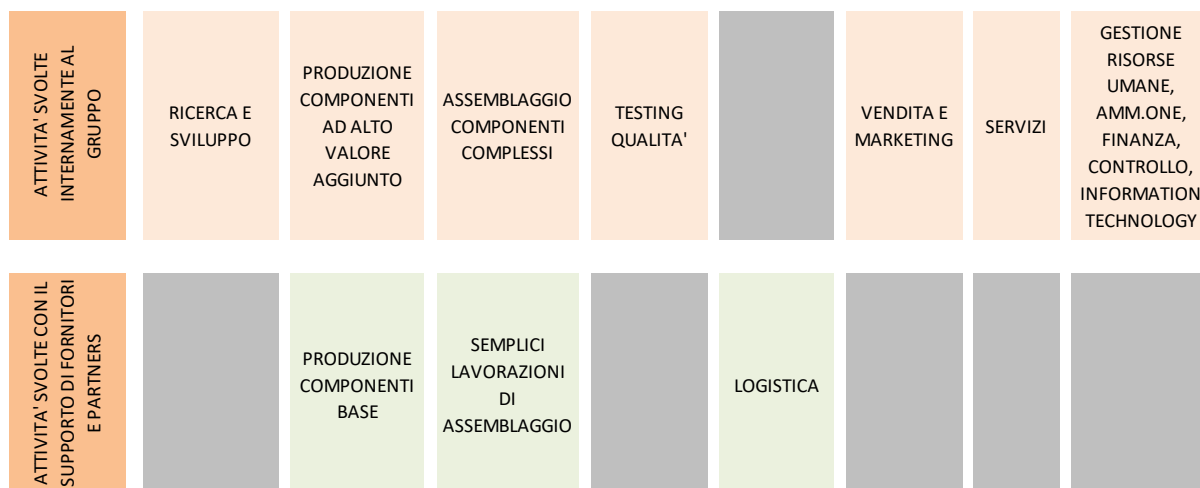 ATTIVITA' SVOLTE
INTERNAMENTE AL
GRUPPO
RICERCA E
SVILUPPO
PRODUZIONE
COMPONENTI
AD ALTO
VALORE
AGGIUNTO
ASSEMBLAGGIO
COMPONENTI
COMPLESSI
TESTING
QUALITA'
VENDITA E
MARKETING
SERVIZI
GESTIONE
RISORSE
UMANE,
AMM.ONE,
FINANZA,
CONTROLLO,
INFORMATION
TECHNOLOGY
ATTIVITA' SVOLTE CON IL
SUPPORTO DI FORNITORI
E PARTNERS
PRODUZIONE
COMPONENTI
BASE
SEMPLICI
LAVORAZIONI
DI
ASSEMBLAGGIO
LOGISTICA